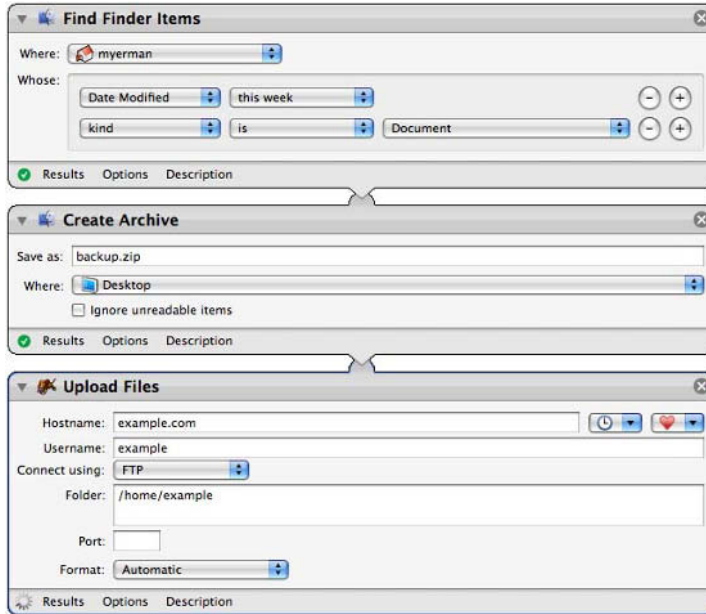 Find Finder Items
Where: myerman
Whose:
Date Modified this week
kind is Document
Results Options Description
Create Archive
Save as: backup.zip
Where: Desktop
Ignore unreadable items
Results Options Description
Upload Files
Hostname: example.com
Username: example
Connect using: FTP
Folder: /home/example
Port:
Format: Automatic
Results Options Description